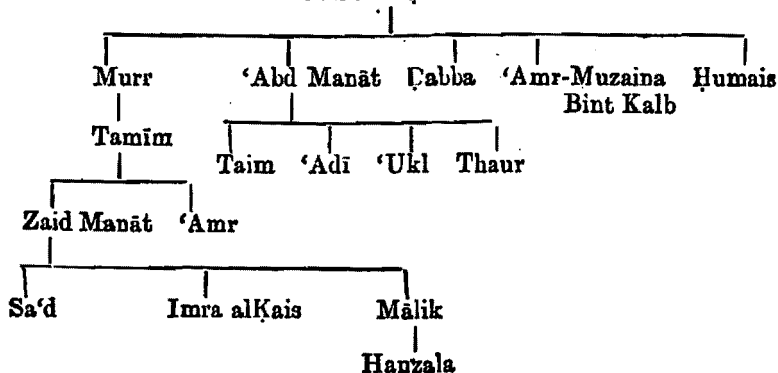 Murr ‘Abd Manāt Ḍabba ‘Amr-Muzaina Ḥumais
Bint Kalb
Tamīm
Taim ‘Adī ‘Ukl Thaur
Zaid Manāt ‘Amr
Sa‘d Imra alḲais Mālik
Ḥanẓala